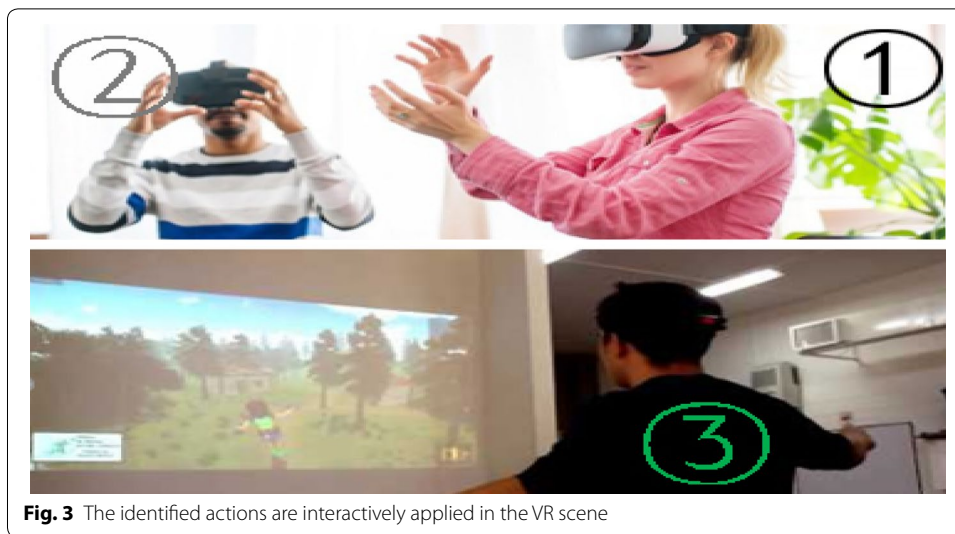 2
1
3
Fig. 3 The identified actions are interactively applied in the VR scene